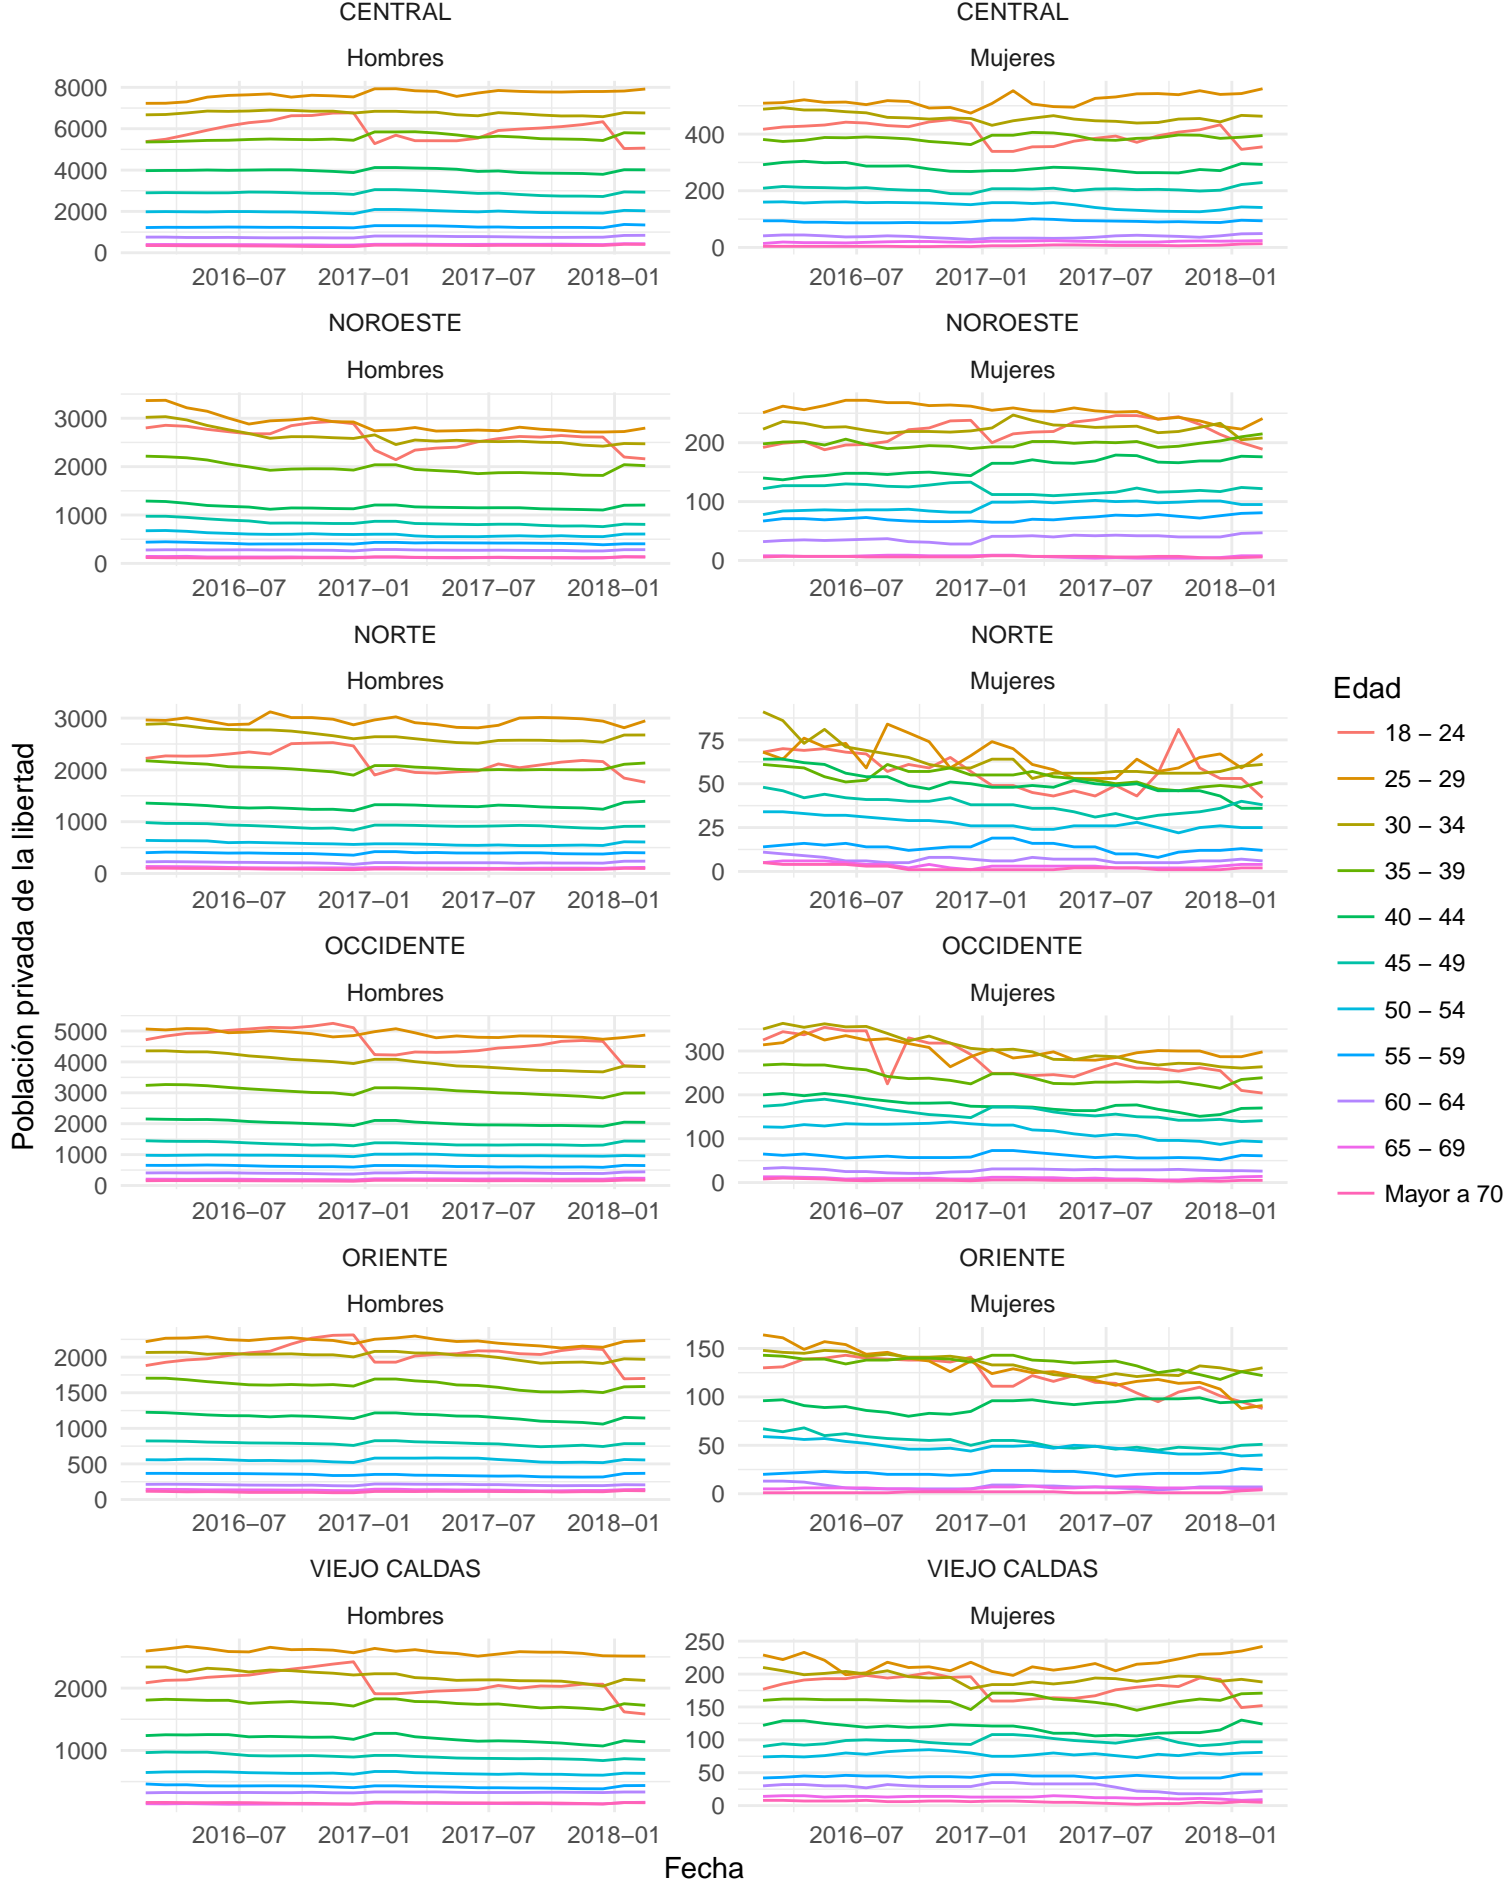 CENTRAL
CENTRAL
Hombres
Mujeres
8000
6000
4000
2000
0
400
200
0
2016−07
2017−01
2017−07
2018−01
2016−07
2017−01
2017−07
2018−01
NOROESTE
NOROESTE
Hombres
Mujeres
3000
2000
1000
0
200
100
0
2016−07
2017−01
2017−07
2018−01
2016−07
2017−01
2017−07
2018−01
NORTE
NORTE
Hombres
Mujeres
3000
2000
1000
0
75
50
25
0
2016−07
2017−01
2017−07
2018−01
2016−07
2017−01
2017−07
2018−01
OCCIDENTE
OCCIDENTE
Hombres
Mujeres
5000
4000
3000
2000
1000
0
300
200
100
0
2016−07
2017−01
2017−07
2018−01
2016−07
2017−01
2017−07
2018−01
ORIENTE
ORIENTE
Hombres
Mujeres
2000
1500
1000
500
0
150
100
50
0
2016−07
2017−01
2017−07
2018−01
2016−07
2017−01
2017−07
2018−01
VIEJO CALDAS
VIEJO CALDAS
Hombres
Mujeres
2000
1000
250
200
150
100
50
0
2016−07
2017−01
2017−07
2018−01
2016−07
2017−01
2017−07
2018−01
Fecha
Población privada de la libertad
Edad
18 − 24
25 − 29
30 − 34
35 − 39
40 − 44
45 − 49
50 − 54
55 − 59
60 − 64
65 − 69
Mayor a 70